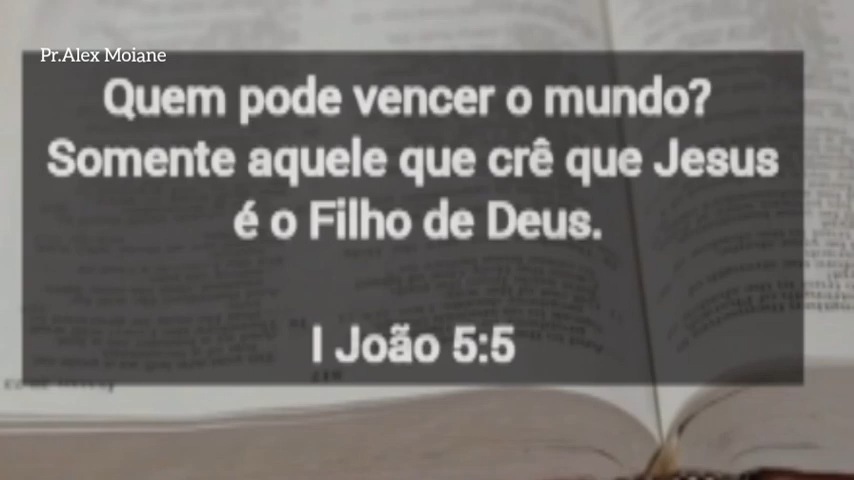 Pr.Alex Moiane
Quem pode vencer o mundo?
Somente aquele que crê que Jesus
é o Filho de Deus.
I João 5:5